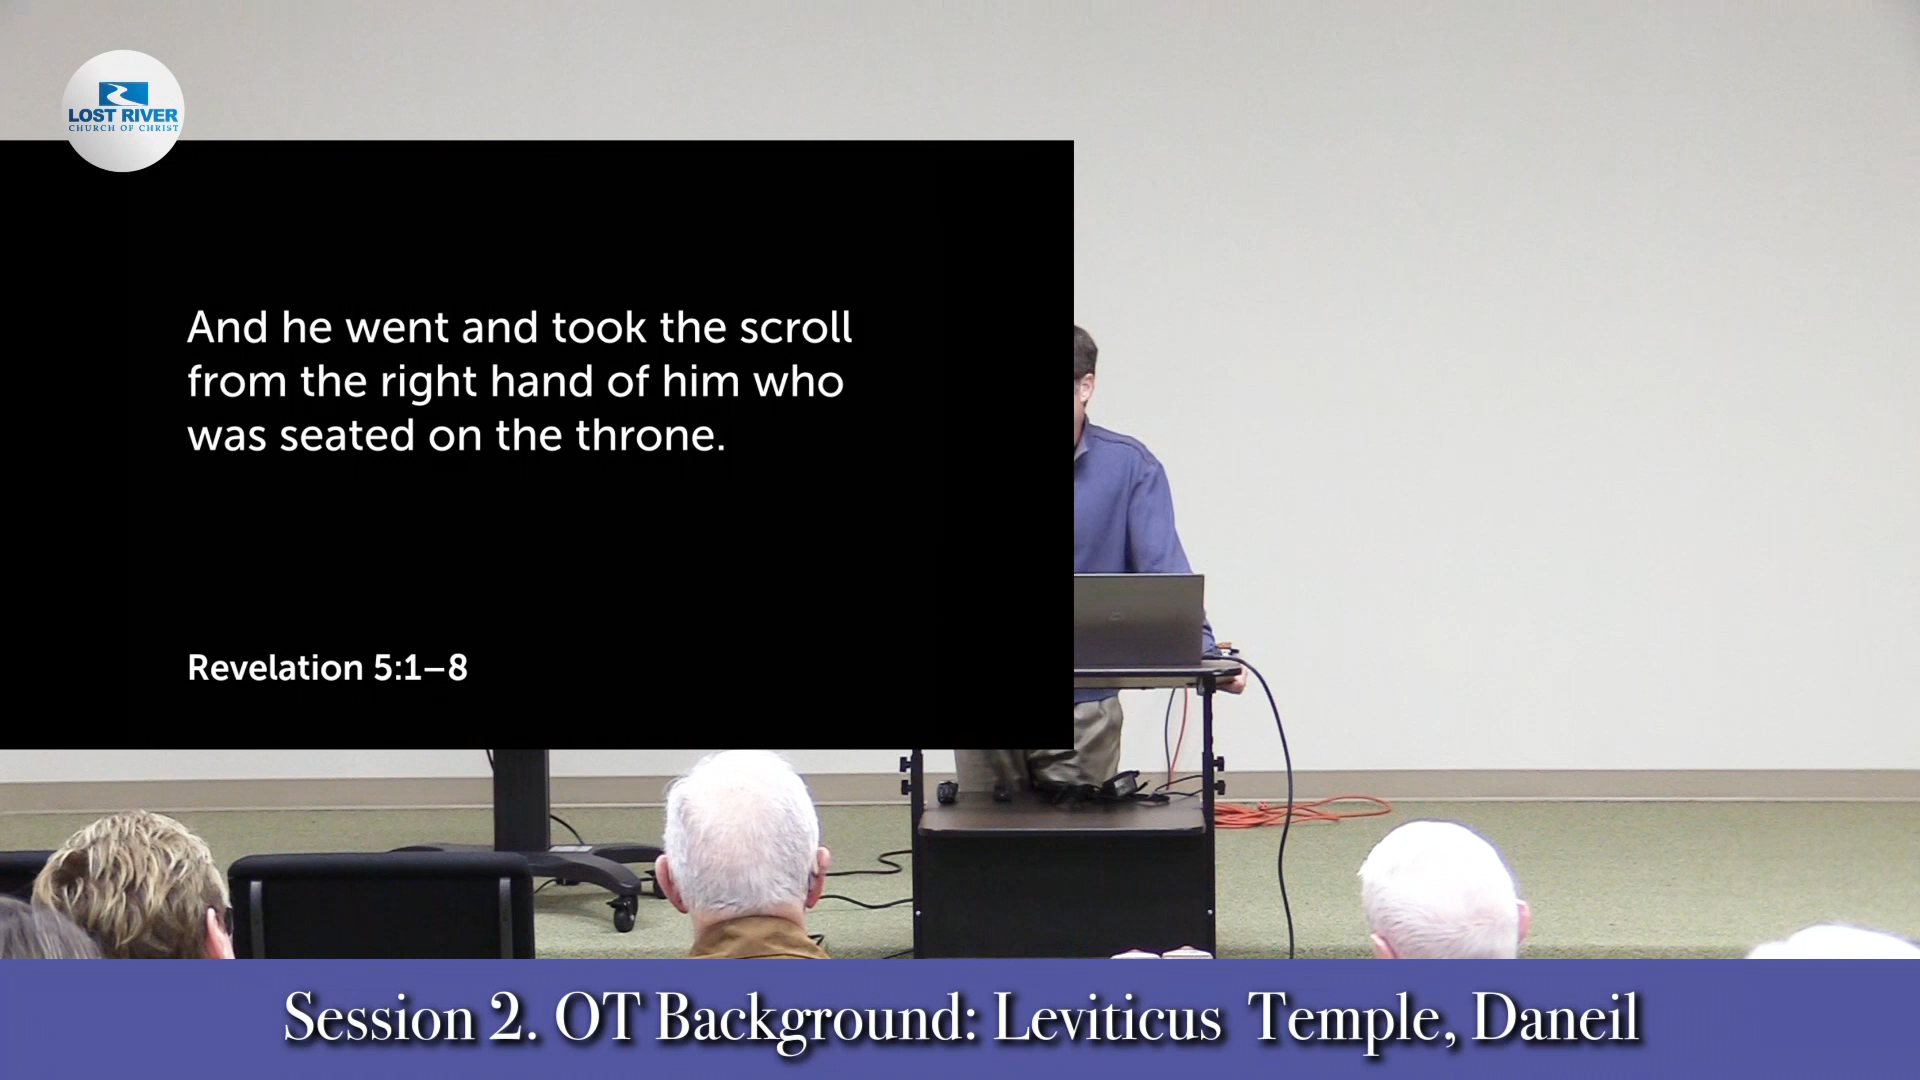 LOST RIVER
CHURCH OF CHRIST
And he went and took the scroll
from the right hand of him who
was seated on the throne.
Revelation 5:1–8
Session 2. OT Background: Leviticus  Temple, Daneil